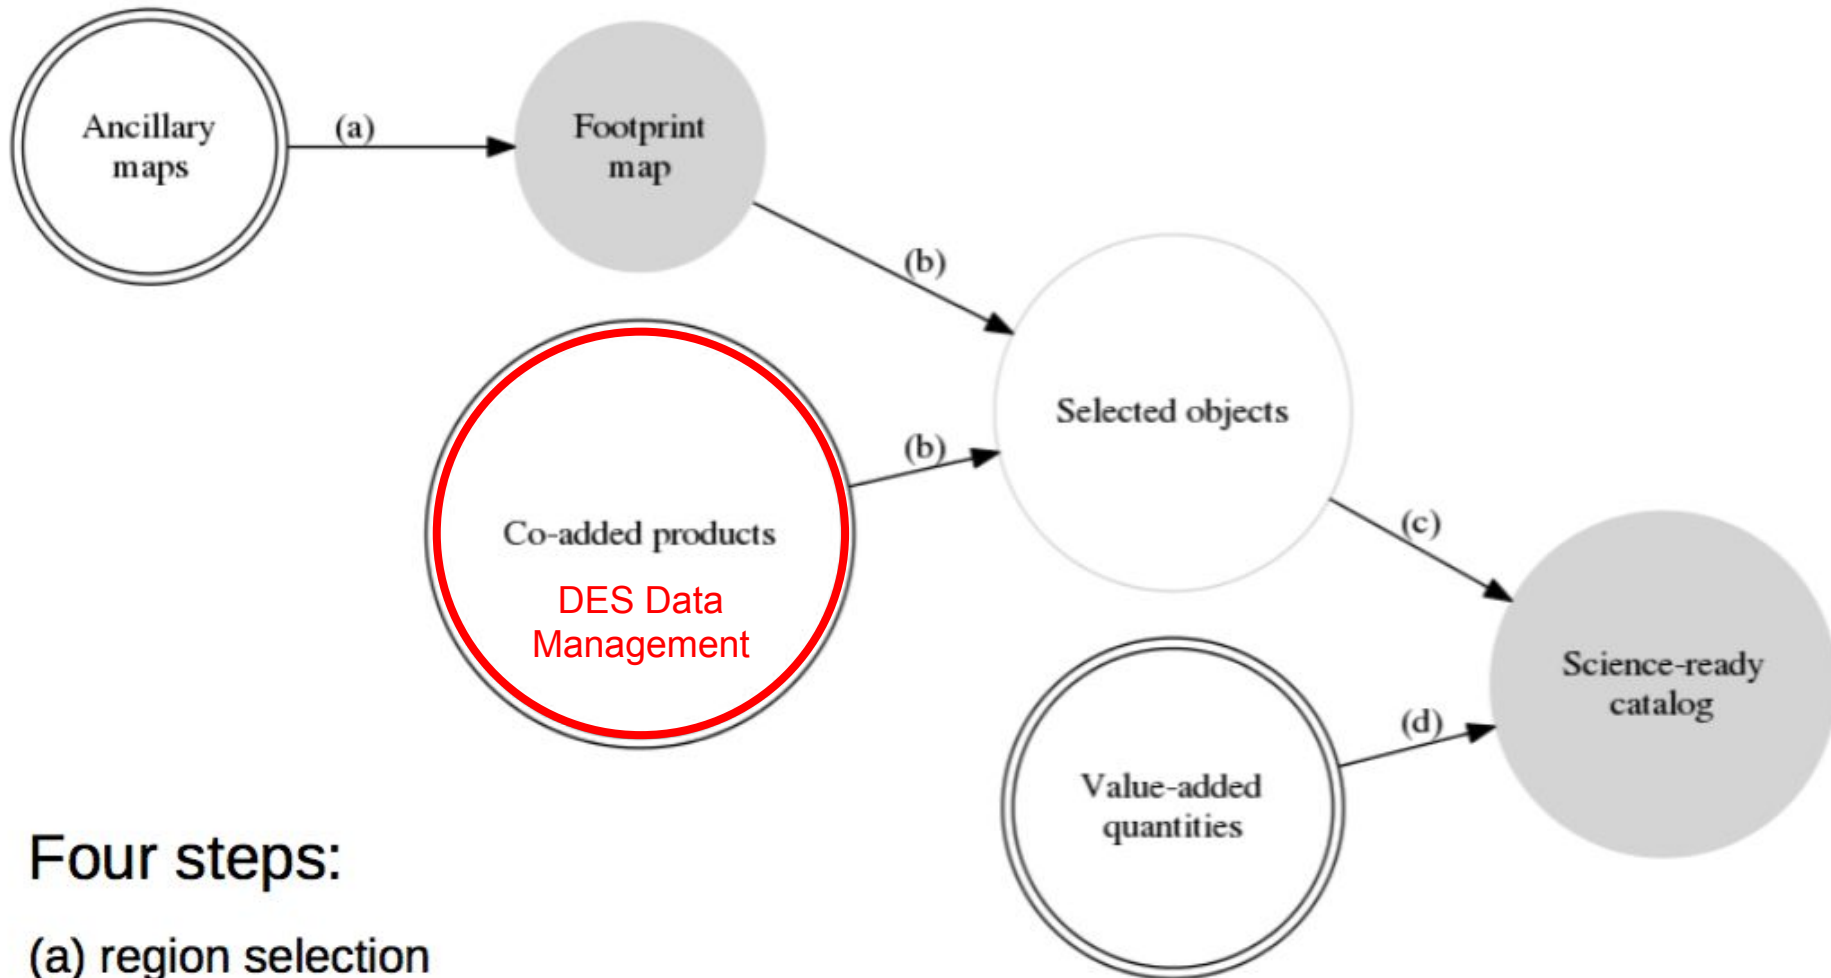 Ancillary
maps
(a)
Footprint
map
(b)
(b)
Selected objects
Co-added products
DES Data
Management
(c)
(d)
Science-ready
catalog
Value-added
quantities
Four steps:
(a) region selection